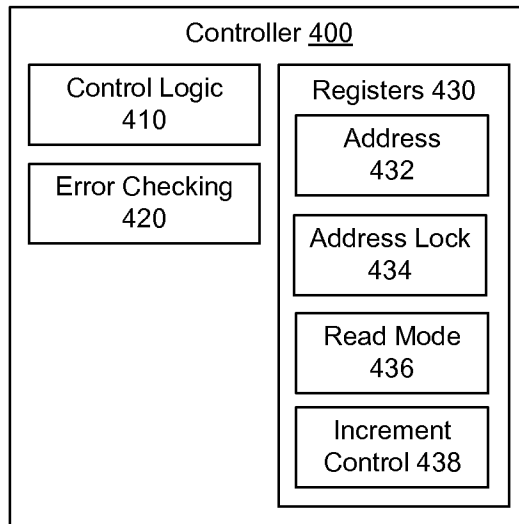 Controller 400
Control Logic
410
Error Checking
420
Registers 430
Address
432
Address Lock
434
Read Mode
436
Increment
Control 438